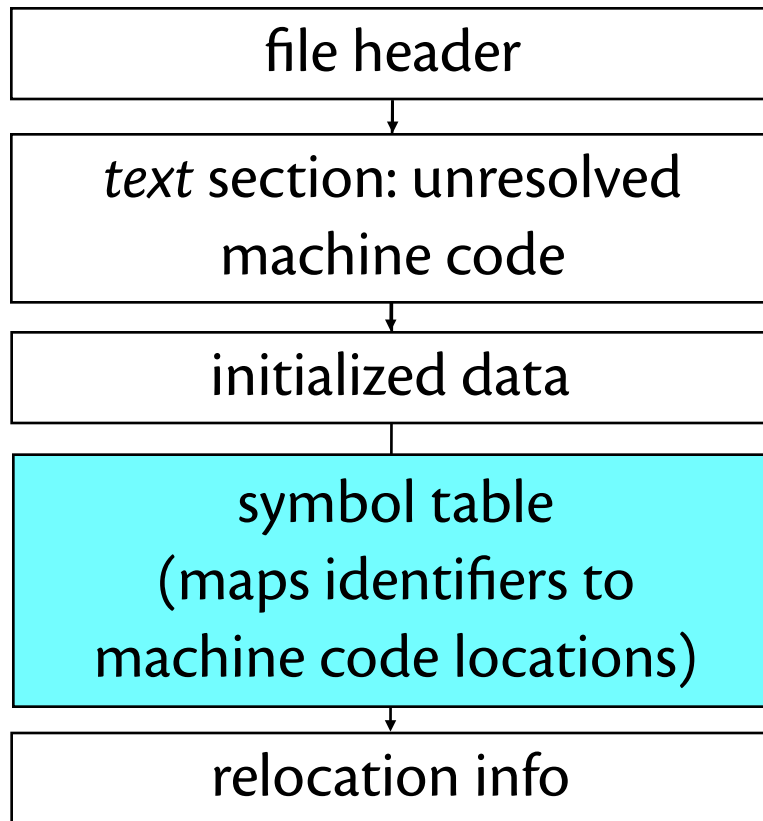 file header
text section: unresolved
machine code
initialized data
symbol table
(maps identifiers to
machine code locations)
relocation info